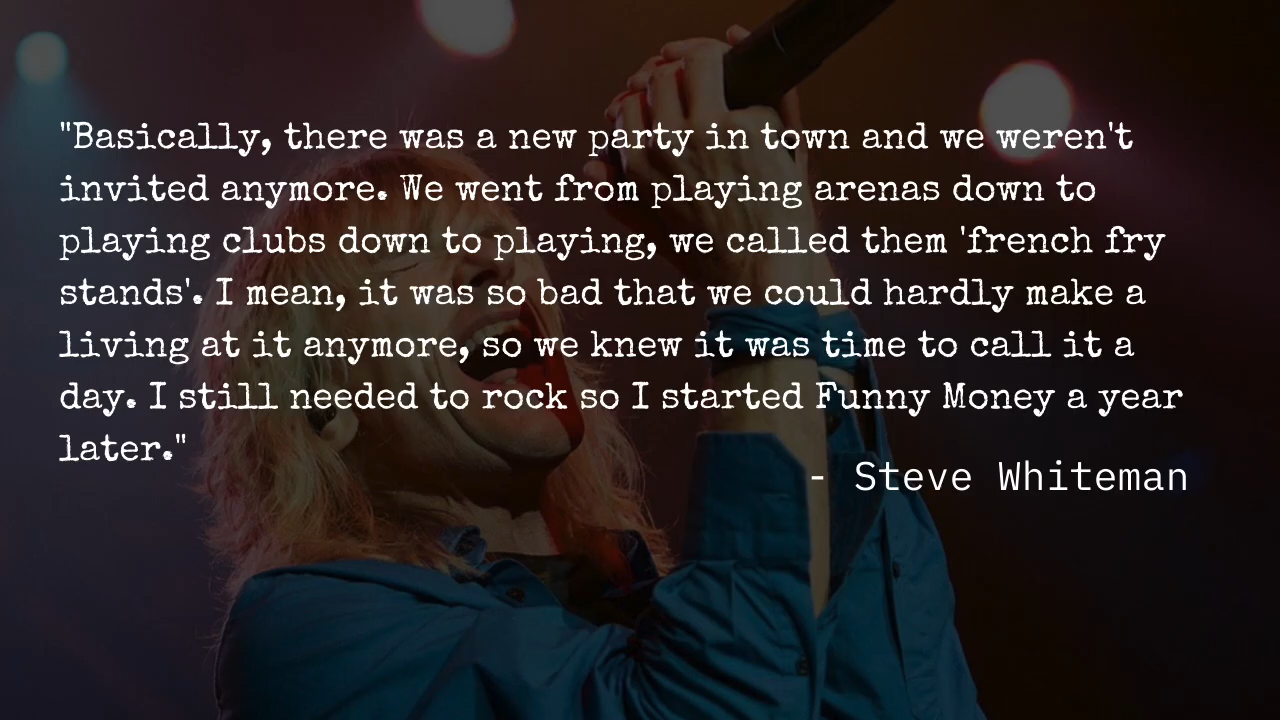 "Basically, there was a new party in town and we weren't
invited anymore. We went from playing arenas down to
playing clubs down to playing, we called them 'french fry
stands'. I mean, it was so bad that we could hardly make a
living at it anymore, so we knew it was time to call it a
day. I still needed to rock so I started Funny Money a year
later."
- Steve Whiteman